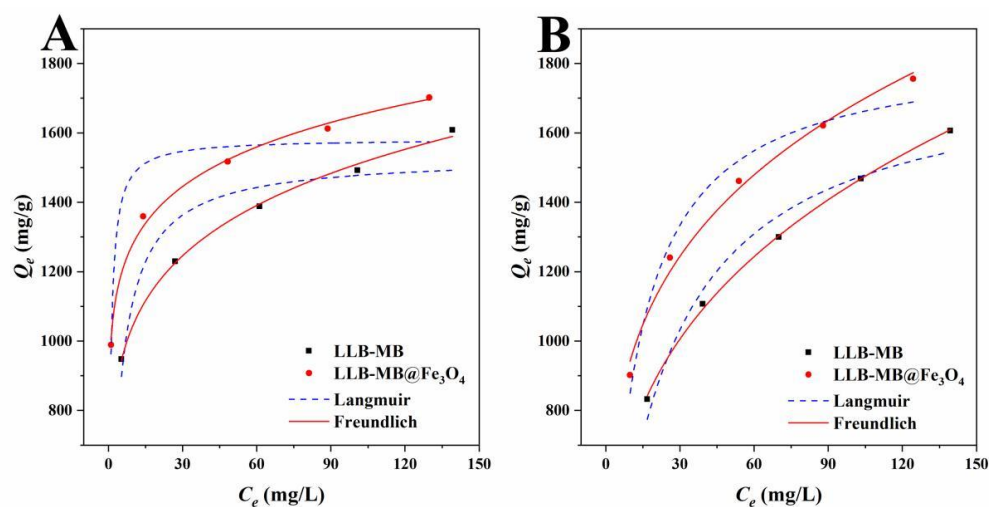 A
1800
1600
1400
1200
1000
800
Qe (mg/g)
LLB-MB
LLB-MB@Fe3O4
Langmuir
Freundlich
0 30 60 90 120 150
Ce (mg/L)
B
1800
1600
1400
1200
1000
800
Qe (mg/g)
LLB-MB
LLB-MB@Fe3O4
Langmuir
Freundlich
0 30 60 90 120 150
Ce (mg/L)